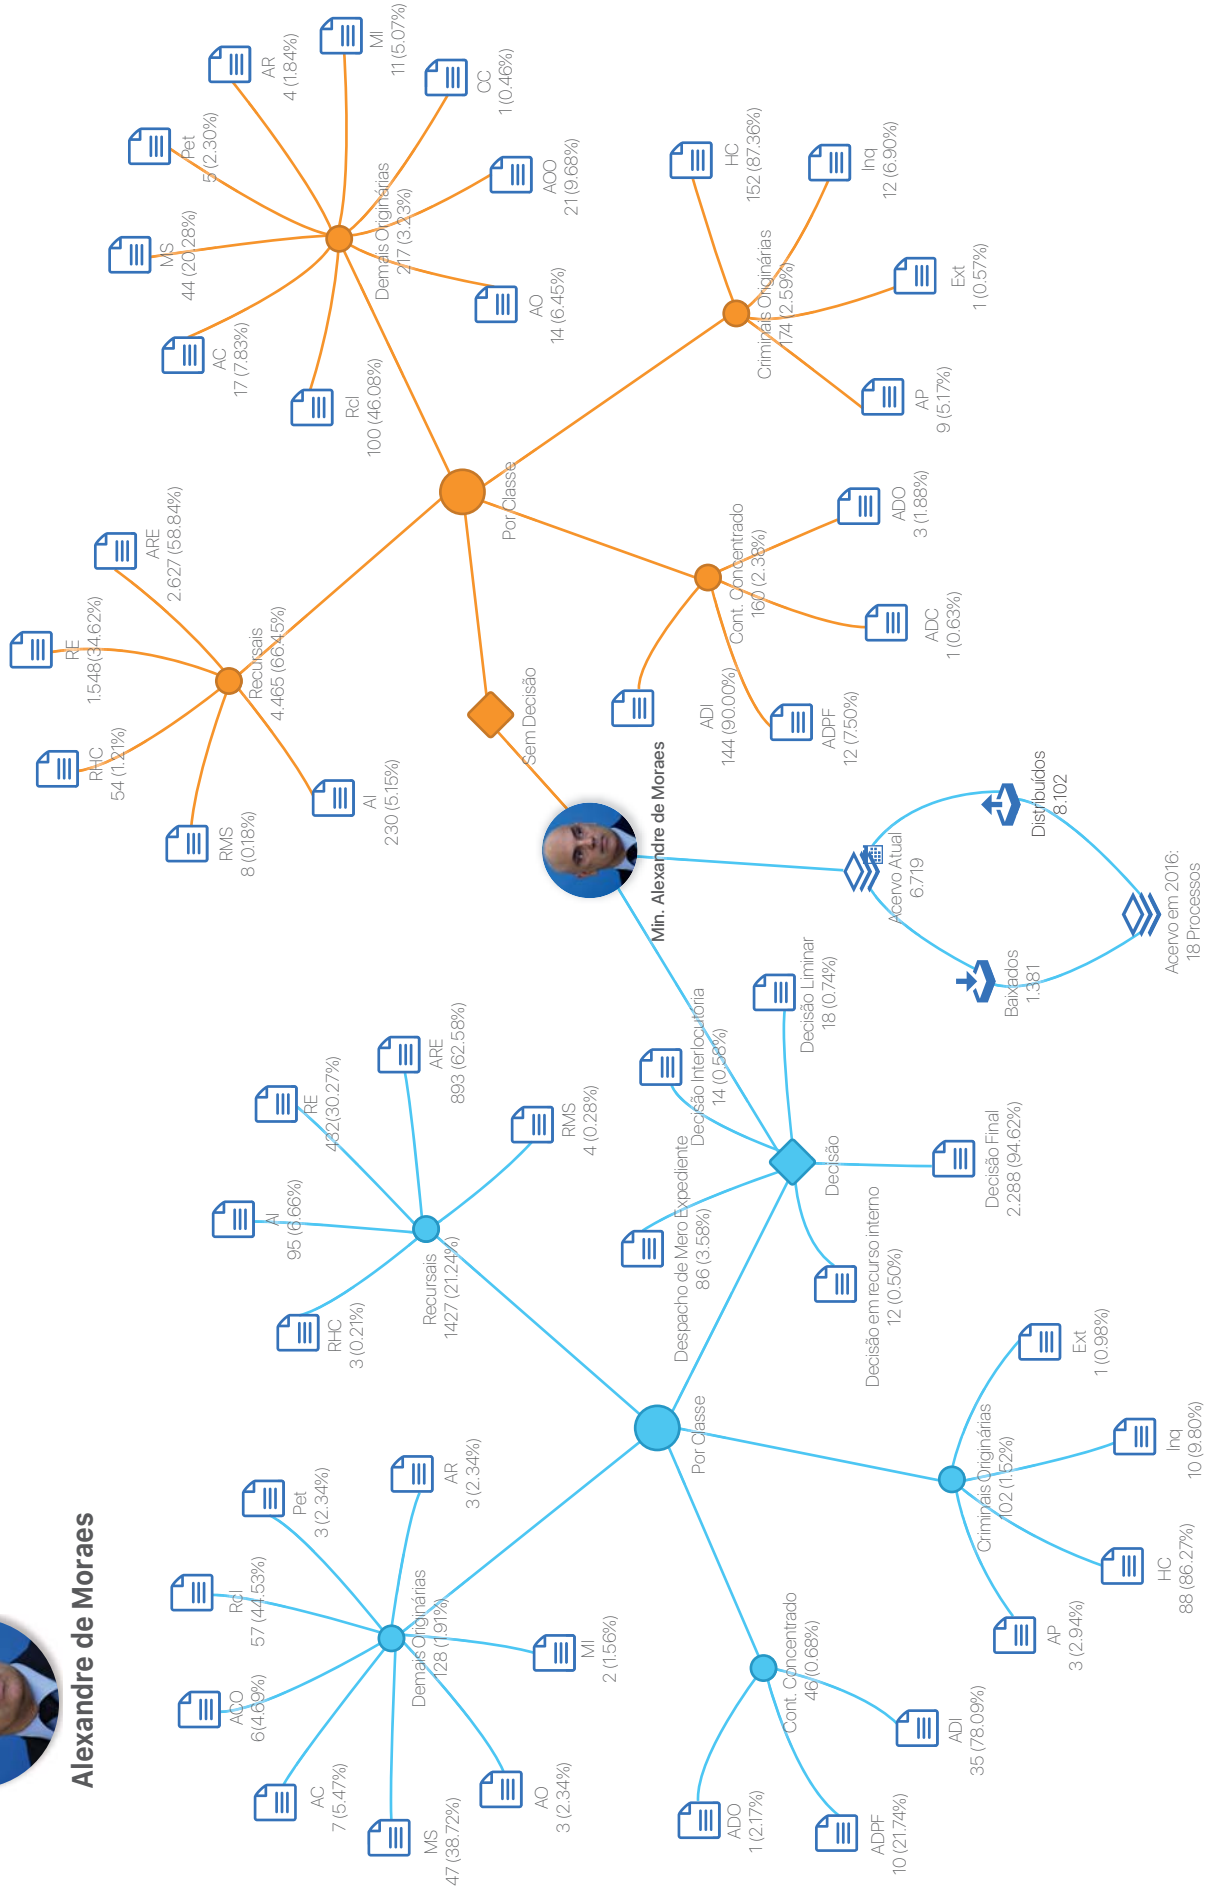 Alexandre de Moraes
Demais Originárias
128 (1.91%)
MS
47 (38.72%)
AC
7 (5.47%)
ACO
6(4.69%)
Rcl
57 (44.53%)
Pet
3 (2.34%)
AR
3 (2.34%)
MI
2 (1.56%)
AO
3 (2.34%)
Cont. Concentrado
46 (0.68%)
ADO
1 (2.17%)
ADPF
10 (21.74%)
ADI
35 (78.09%)
Criminais Originárias
102 (1.52%)
AP
3 (2.94%)
HC
88 (86.27%)
Inq
10 (9.80%)
Ext
1 (0.98%)
Por Classe
Recursais
1427 (21.24%)
RHC
3 (0.21%)
AI
95 (6.66%)
RE
432(30.27%)
ARE
893 (62.58%)
RMS
4 (0.28%)
Decisão
Despacho de Mero Expediente
86 (3.58%)
Decisão Interlocutoria
14 (0.58%)
Decisão Liminar
18 (0.74%)
Decisão Final
2.288 (94.62%)
Decisão em recurso interno
12 (0.50%)
Min. Alexandre de Moraes
Acervo Atual
6.719
Baixados
1.381
Distribuídos
8.102
Acervo em 2016:
18 Processos
Sem Decisão
Por Classe
Recursais
4.465 (66.45%)
AI
230 (5.15%)
RMS
8 (0.18%)
RHC
54 (1.21%)
RE
1.548(34.62%)
ARE
2.627 (58.84%)
Demais Originárias
217 (3.23%)
Rcl
100 (46.08%)
AC
17 (7.83%)
MS
44 (20.28%)
Pet
5 (2.30%)
AR
4 (1.84%)
MI
11 (5.07%)
CC
1 (0.46%)
AOO
21 (9.68%)
AO
14 (6.45%)
Cont. Concentrado
160 (2.38%)
ADI
144 (90.00%)
ADPF
12 (7.50%)
ADC
1 (0.63%)
ADO
3 (1.88%)
Criminais Originárias
174 (2.59%)
HC
152 (87.36%)
Inq
12 (6.90%)
Ext
1 (0.57%)
AP
9 (5.17%)